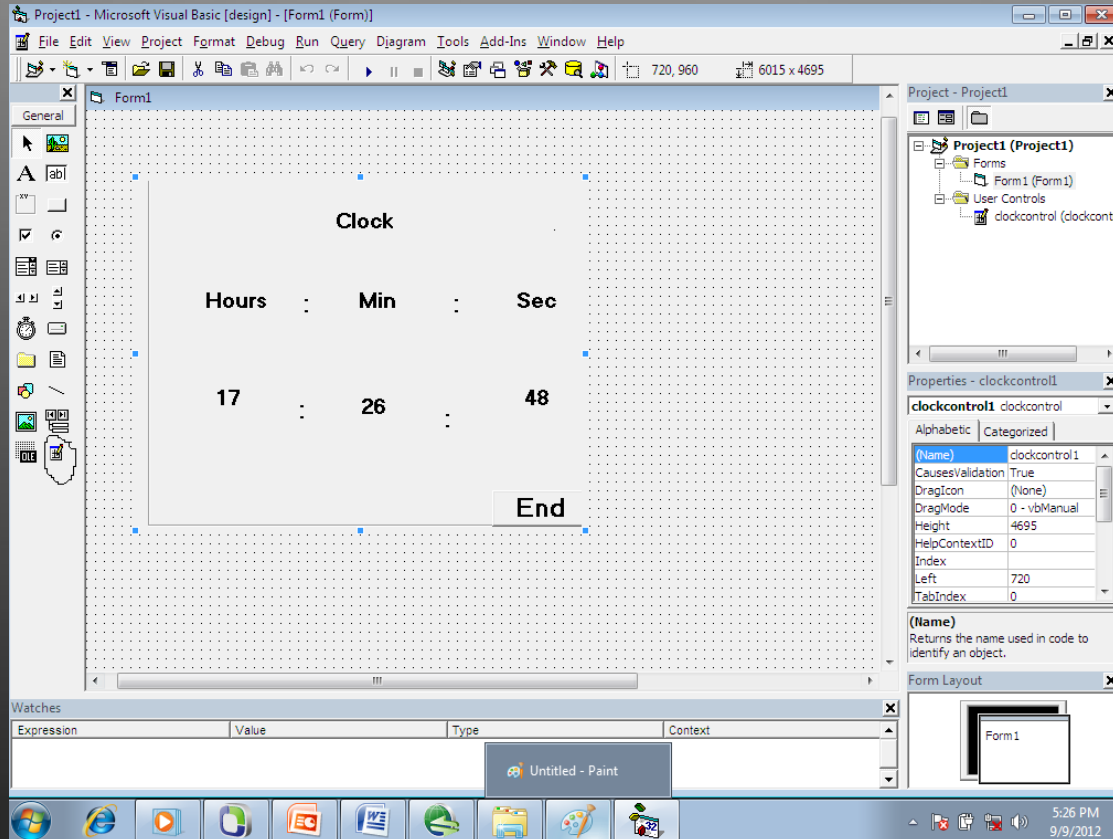 Project1 - Microsoft Visual Basic [design] - [Form1 (Form)]
File Edit View Project Format Debug Run Query Diagram Tools Add-Ins Window Help
720, 960 6015 x 4695
General
Form1
Clock
Hours : Min : Sec
17 : 26 : 48
End
A
ab|
XV
OLE
Project - Project1
Project1 (Project1)
Forms
Form1 (Form1)
User Controls
clockcontrol (clockcont
Properties - clockcontrol1
clockcontrol1 clockcontrol
Alphabetic Categorized
(Name) clockcontrol1
CausesValidation True
DragIcon (None)
DragMode 0 - vbManual
Height 4695
HelpContextID 0
Index
Left 720
TabIndex 0
(Name)
Returns the name used in code to
identify an object.
Form Layout
Form1
Watches
Expression Value Type Context
Untitled - Paint
32
5:26 PM
9/9/2012